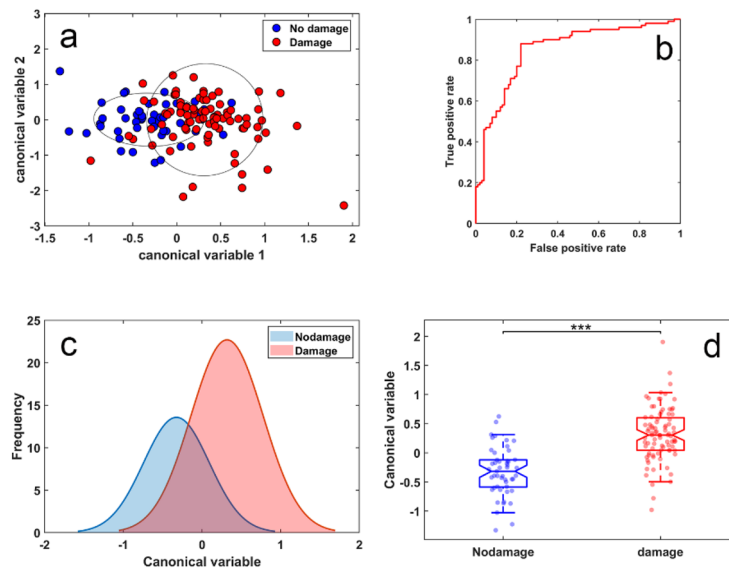 a
No damage
Damage
3
2
1
0
-1
-2
-3
-1.5
-1
-0.5
0
0.5
1
1.5
2
canonical variable 1
canonical variable 2
b
1
0.8
0.6
0.4
0.2
0
0
0.2
0.4
0.6
0.8
1
False positive rate
True positive rate
c
Nodamage
Damage
25
20
15
10
5
0
-2
-1
0
1
2
Canonical variable
Frequency
d
***
2
1.5
1
0.5
0
-0.5
-1
Nodamage
damage
Canonical variable